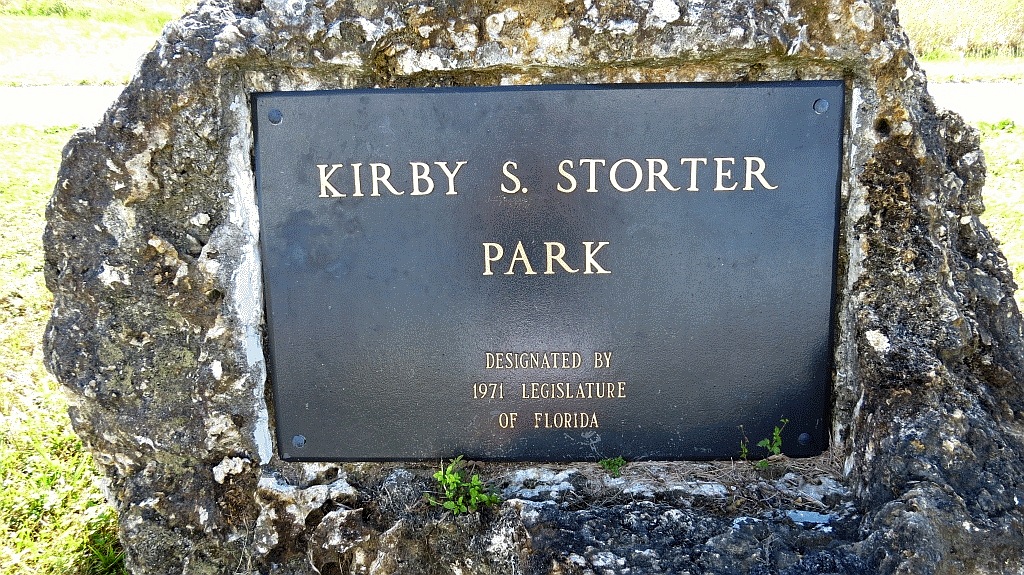 KIRBY S. STORTER
PARK
DESIGNATED BY
1971 LEGISLATURE
OF FLORIDA